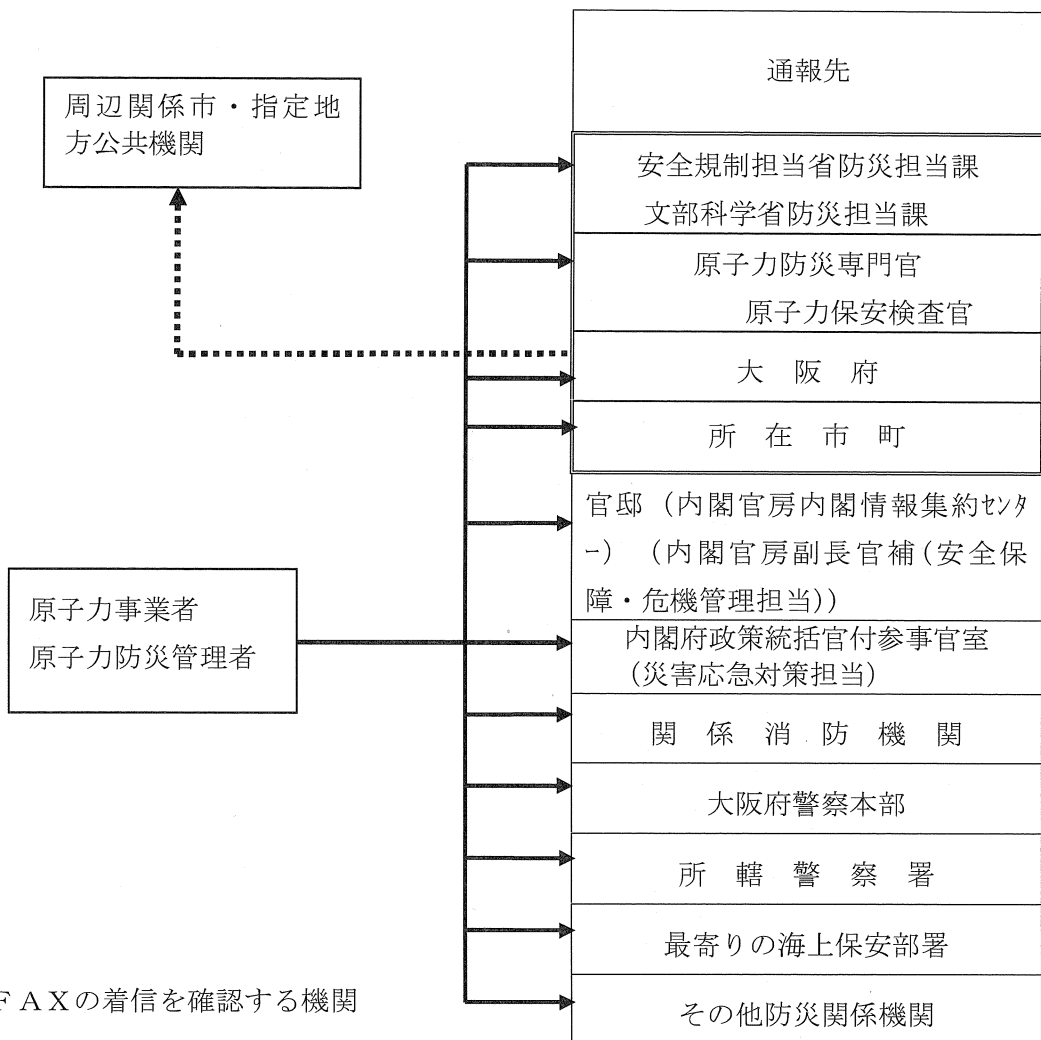 通報先
周辺関係市・指定地
方公共機関
安全規制担当省防災担当課
文部科学省防災担当課
原子力防災専門官
原子力保安検査官
大 阪 府
所 在 市 町
官邸（内閣官房内閣情報集約ｾﾝﾀ
ｰ）（内閣官房副長官補(安全保
障・危機管理担当))
原子力事業者
原子力防災管理者
内閣府政策統括官付参事官室
(災害応急対策担当)
関 係 消 防 機 関
大阪府警察本部
所 轄 警 察 署
最寄りの海上保安部署
ＦＡＸの着信を確認する機関
その他防災関係機関